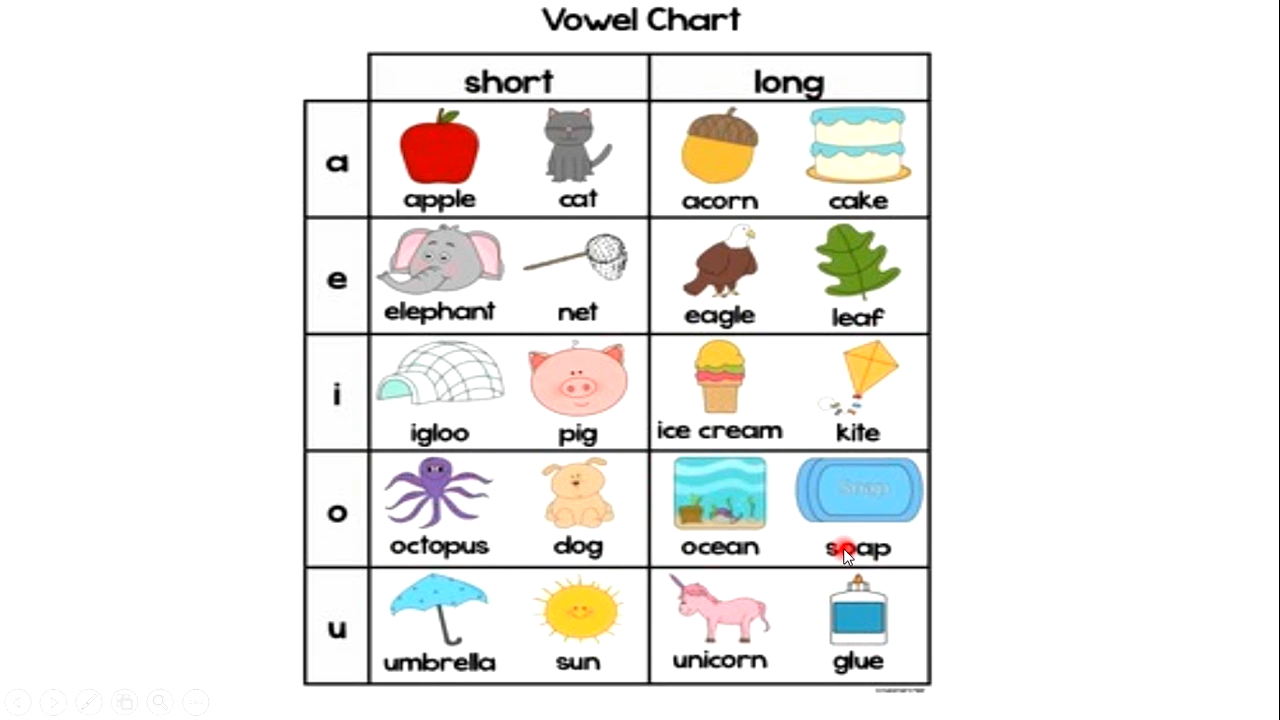 Vowel Chart
short long
a apple cat acorn cake
e elephant net eagle leaf
i igloo pig ice cream kite
o octopus dog ocean soap
Soap
u umbrella sun unicorn glue